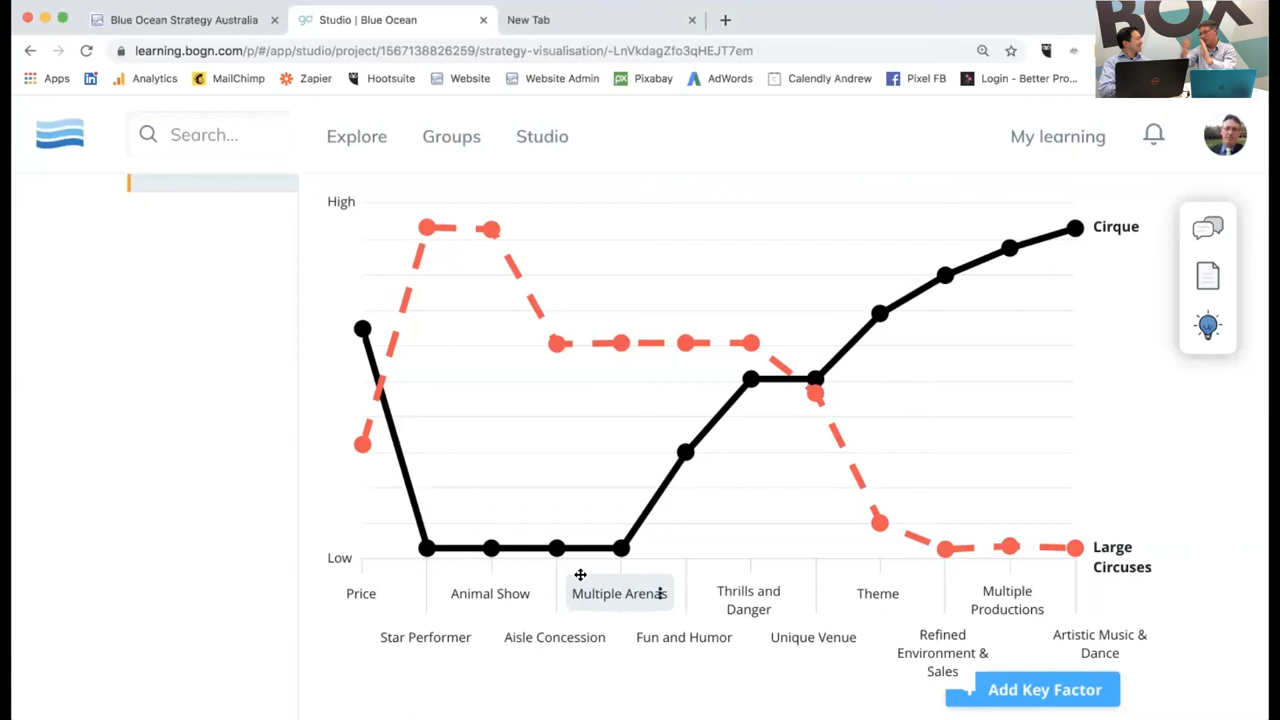 Blue Ocean Strategy Australia
Studio | Blue Ocean
New Tab
learning.bogn.com/p/#/app/studio/project/1567138826259/strategy-visualisation/-LnVkdagZfo3qHEJT7em
Apps
Analytics
MailChimp
Zapier
Hootsuite
Website
Website Admin
Pixabay
AdWords
Calendly Andrew
Pixel FB
Login - Better Pro...
BOX
Search...
Explore
Groups
Studio
My learning
High
Cirque
Low
Large
Circuses
Price
Animal Show
Multiple Arenas
Thrills and
Danger
Theme
Multiple
Productions
Star Performer
Aisle Concession
Fun and Humor
Unique Venue
Refined
Environment &
Sales
Artistic Music &
Dance
+ Add Key Factor